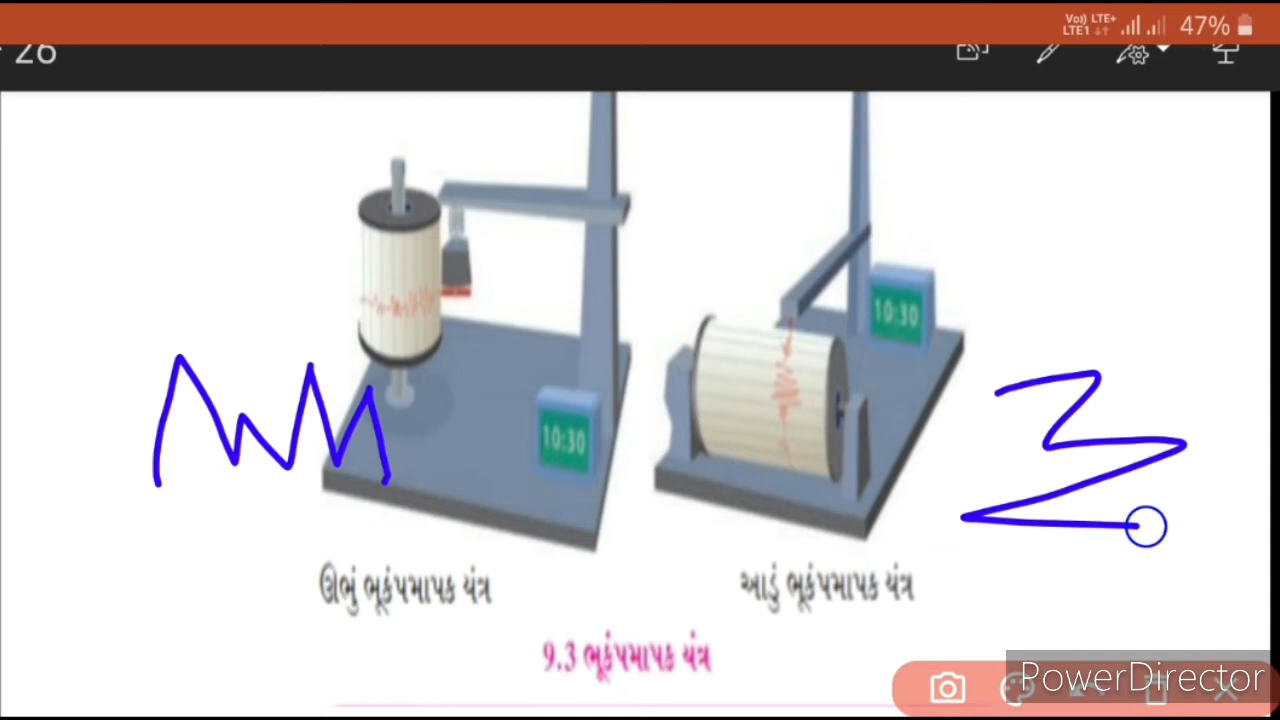 Vo)) LTE+
LTE1 47%
26
10:30
10:30
ઊભું ભૂકંપમાપક યંત્ર
આડું ભૂકંપમાપક યંત્ર
9.3 ભૂકંપમાપક યંત્ર
PowerDirector